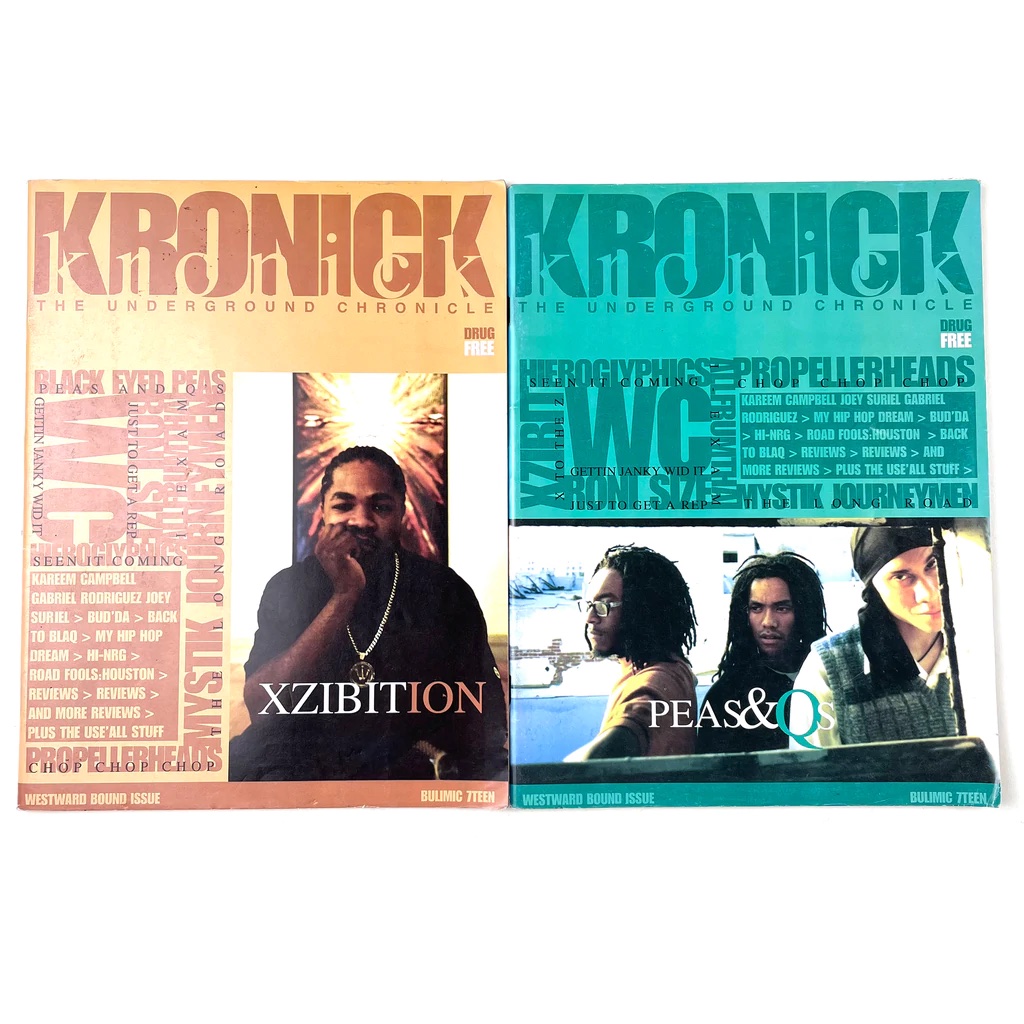 KRONICK
kronick
THE UNDERGROUND CHRONICLE
DRUG
FREE
BLACK EYED PEAS
PEAS AND Q'S
WC
GETTIN JANKY WID IT
RONI SIZE
JUST TO GET A REP
I EXIAM
MYSTIK JOURNEYMEN
THE LONG ROAD
HIEROGLYPHICS
SEEN IT COMING
KAREEM CAMPBELL
GABRIEL RODRIGUEZ JOEY
SURIEL > BUD'DA > BACK
TO BLAQ > MY HIP HOP
DREAM > HI-NRG >
ROAD FOOLS:HOUSTON >
REVIEWS > REVIEWS >
AND MORE REVIEWS >
PLUS THE USE'ALL STUFF
PROPELLERHEADS
CHOP CHOP CHOP
XZIBITION
WESTWARD BOUND ISSUE
BULIMIC 7TEEN
KRONICK
kronick
THE UNDERGROUND CHRONICLE
DRUG
FREE
HIEROGLYPHICS
SEEN IT COMING
XZIBIT
X TO THE Z
WC
GETTIN JANKY WID IT
RONI SIZE
JUST TO GET A REP
PROPELLERHEADS
CHOP CHOP CHOP
KAREEM CAMPBELL JOEY SURIEL GABRIEL
RODRIGUEZ > MY HIP HOP DREAM > BUD'DA
> HI-NRG > ROAD FOOLS:HOUSTON > BACK
TO BLAQ > REVIEWS > REVIEWS > AND
MORE REVIEWS > PLUS THE USE'ALL STUFF >
MYSTIK JOURNEYMEN
THE LONG ROAD
PEAS&Q'S
WESTWARD BOUND ISSUE
BULIMIC 7TEEN